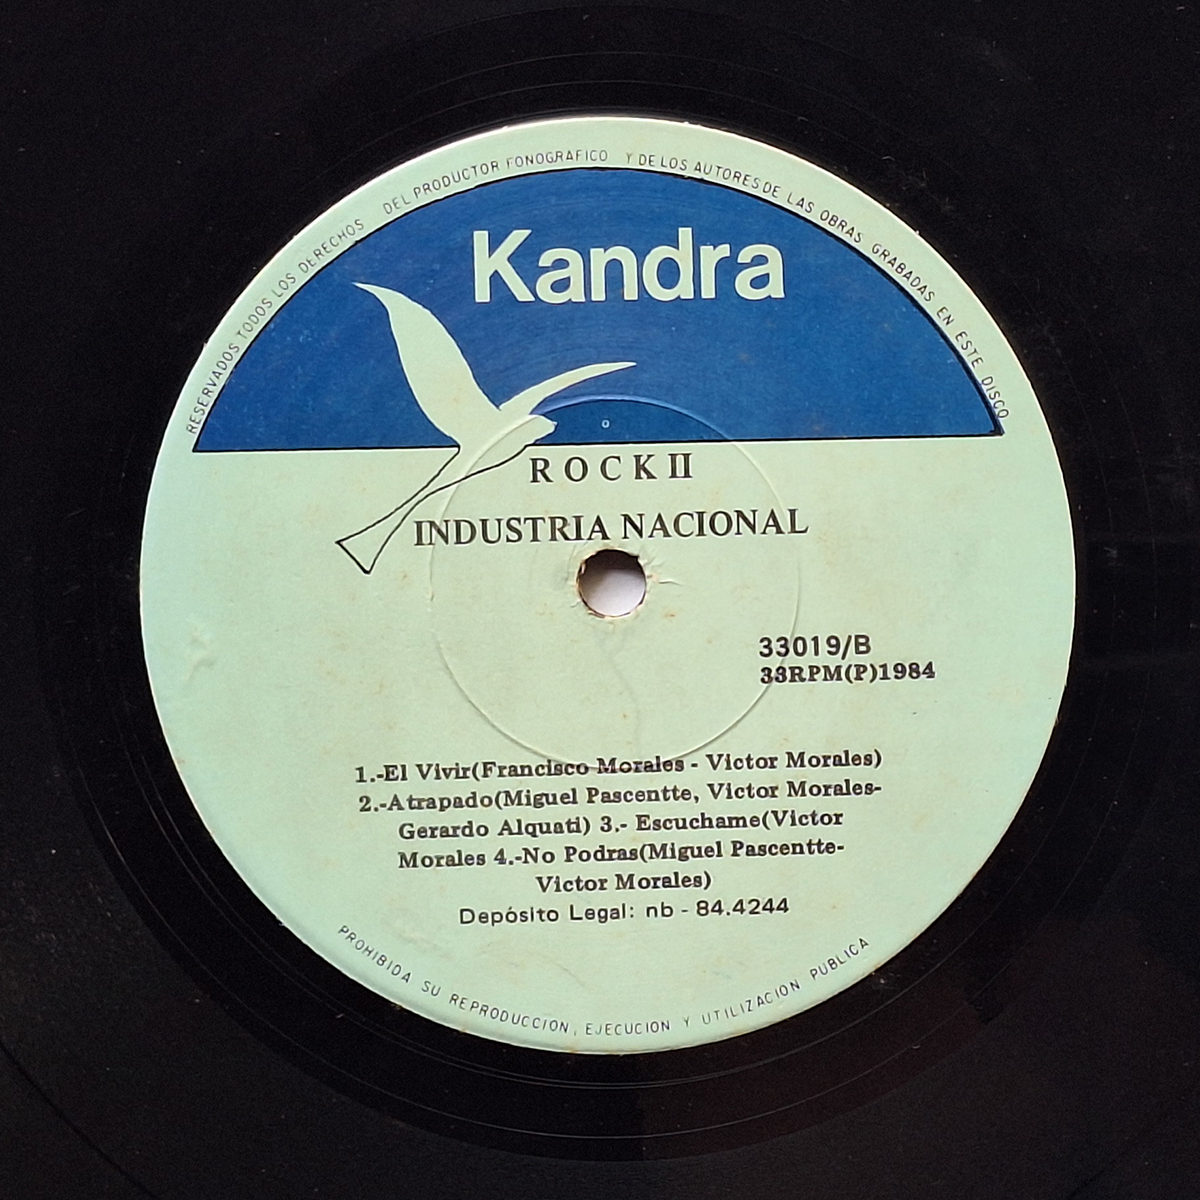 RESERVADOS TODOS LOS DERECHOS DEL PRODUCTOR FONOGRAFICO Y DE LOS AUTORES DE LAS OBRAS GRABADAS EN ESTE DISCO
Kandra
ROCK II
INDUSTRIA NACIONAL
33019/B
33RPM(P)1984
1.-El Vivir(Francisco Morales - Victor Morales)
2.-Atrapado(Miguel Pascentte, Victor Morales-
Gerardo Alquati) 3.- Escuchame(Victor
Morales 4.-No Podras(Miguel Pascentte-
Victor Morales)
Depósito Legal: nb - 84.4244
PROHIBIDA SU REPRODUCCION, EJECUCION Y UTILIZACION PUBLICA